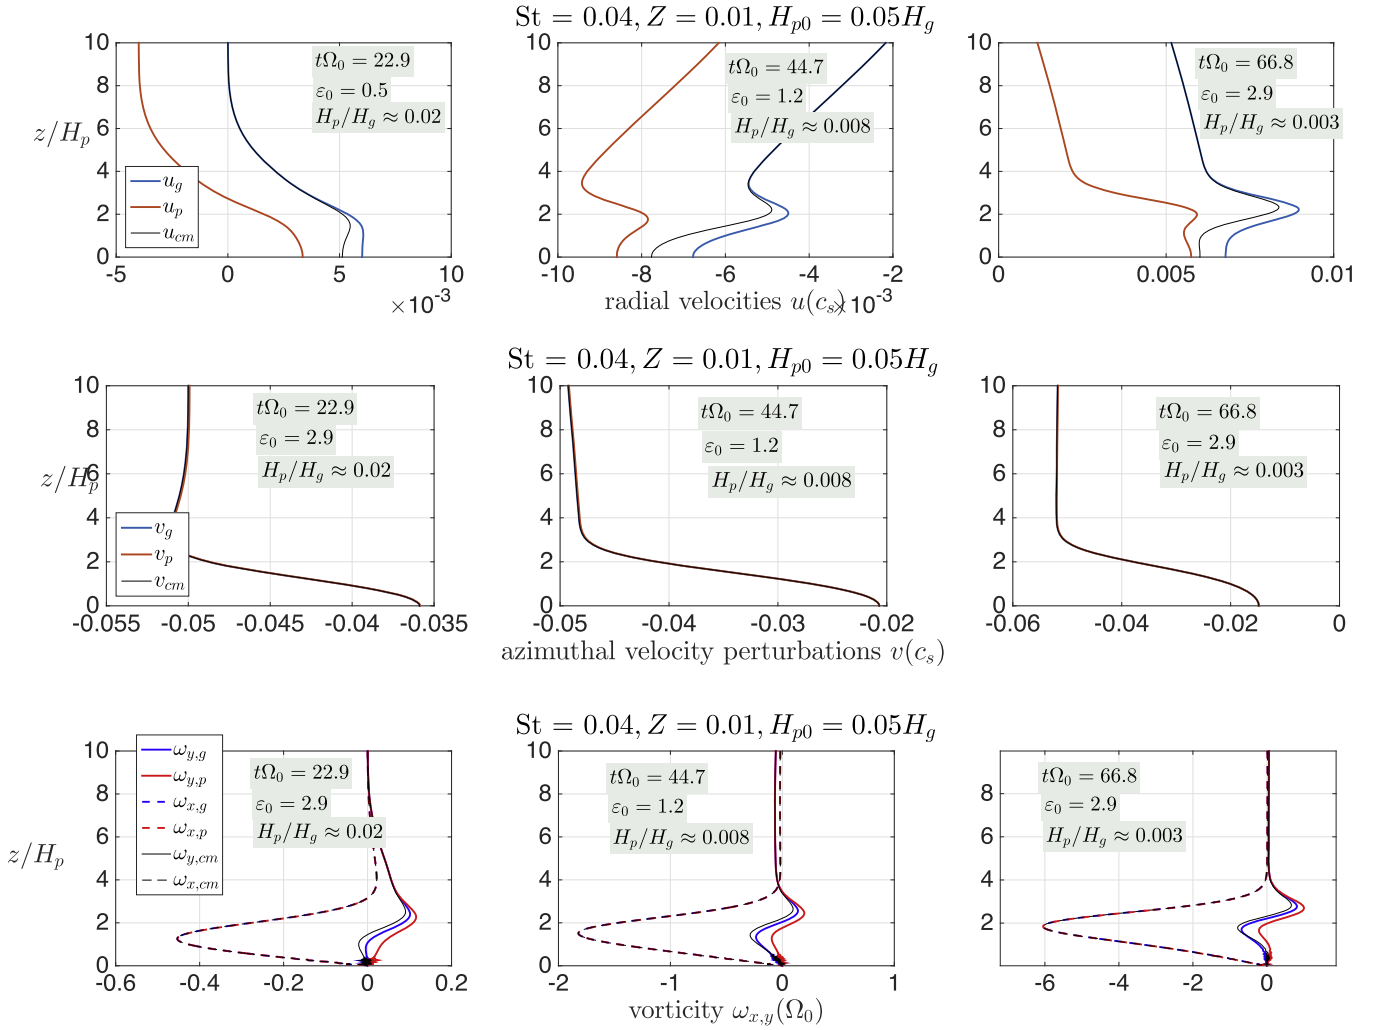 St = 0.04, Z = 0.01, H_{p0} = 0.05H_g
z/H_p
10
8
6
4
2
0
tΩ_0 = 22.9
ε_0 = 0.5
H_p/H_g ≈ 0.02
u_g
u_p
u_{cm}
-5 0 5 10
×10^{-3}
10
8
6
4
2
0
tΩ_0 = 44.7
ε_0 = 1.2
H_p/H_g ≈ 0.008
-10 -8 -6 -4 -2
×10^{-3}
radial velocities u(c_s)
10
8
6
4
2
0
tΩ_0 = 66.8
ε_0 = 2.9
H_p/H_g ≈ 0.003
0 0.005 0.01
St = 0.04, Z = 0.01, H_{p0} = 0.05H_g
z/H_p
10
8
6
4
2
0
tΩ_0 = 22.9
ε_0 = 2.9
H_p/H_g ≈ 0.02
v_g
v_p
v_{cm}
-0.055 -0.05 -0.045 -0.04 -0.035
10
8
6
4
2
0
tΩ_0 = 44.7
ε_0 = 1.2
H_p/H_g ≈ 0.008
-0.05 -0.04 -0.03 -0.02
azimuthal velocity perturbations v(c_s)
10
8
6
4
2
0
tΩ_0 = 66.8
ε_0 = 2.9
H_p/H_g ≈ 0.003
-0.06 -0.04 -0.02 0
St = 0.04, Z = 0.01, H_{p0} = 0.05H_g
z/H_p
10
8
6
4
2
0
ω_{y,g}
ω_{y,p}
ω_{x,g}
ω_{x,p}
ω_{y,cm}
ω_{x,cm}
tΩ_0 = 22.9
ε_0 = 2.9
H_p/H_g ≈ 0.02
-0.6 -0.4 -0.2 0 0.2
10
8
6
4
2
0
tΩ_0 = 44.7
ε_0 = 1.2
H_p/H_g ≈ 0.008
-2 -1 0 1
vorticity ω_{x,y}(Ω_0)
8
6
4
2
tΩ_0 = 66.8
ε_0 = 2.9
H_p/H_g ≈ 0.003
-6 -4 -2 0